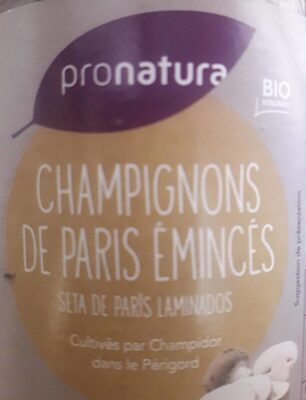 pronatura
BIO
CHAMPIGNONS
DE PARIS ÉMINCÉS
SETA DE PARÍS LAMINADOS
Cultivés par Champidor
dans le Périgord
Suggestion de présentation